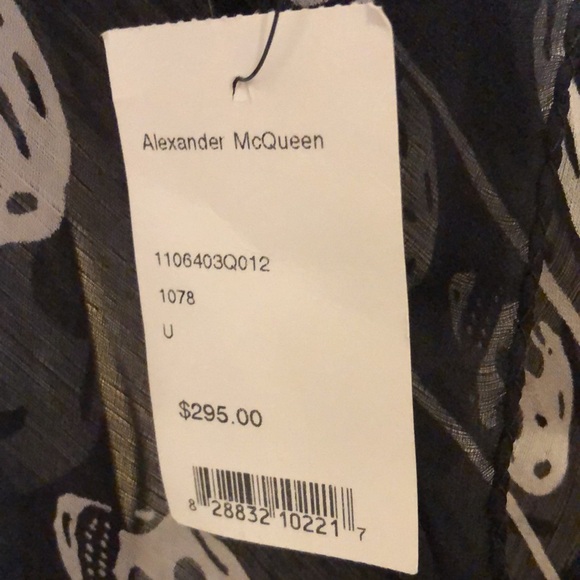 Alexander McQueen
1106403Q012
1078
U
$295.00
8 28832 10221 7